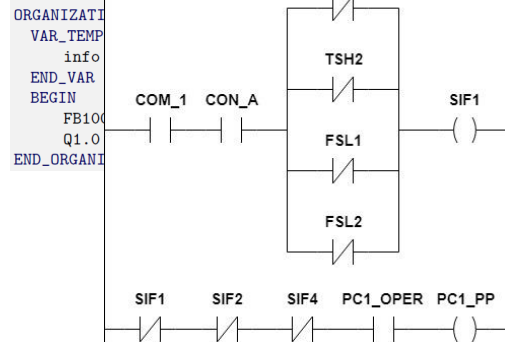 ORGANIZATI
VAR_TEMP
info
END_VAR
BEGIN
FB100
Q1.0
END_ORGANI
TSH2
COM_1 CON_A SIF1
FSL1
FSL2
SIF1 SIF2 SIF4 PC1_OPER PC1_PP